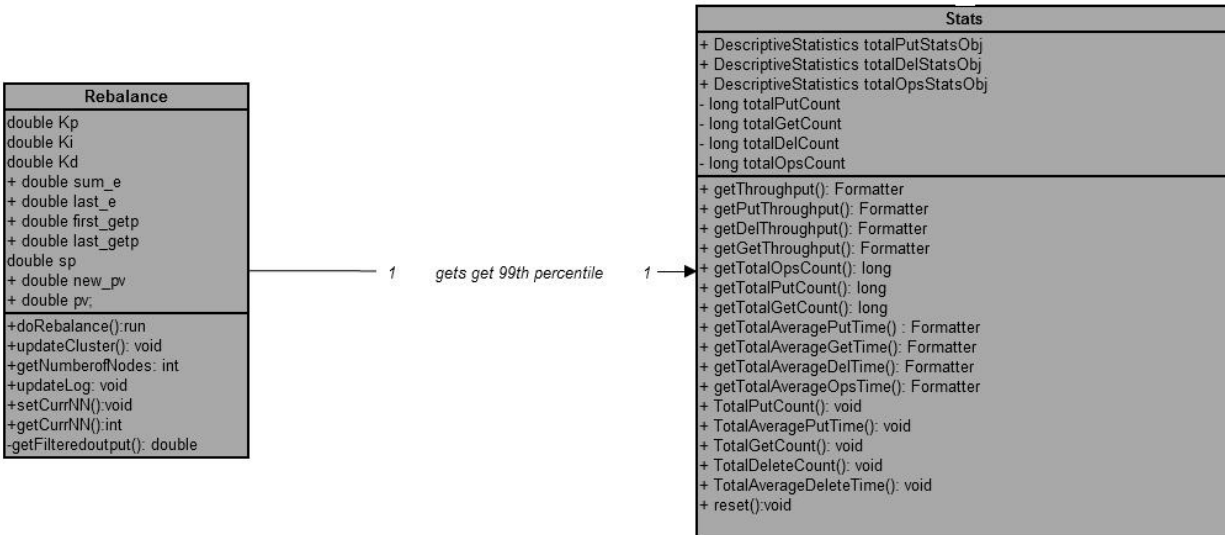 Rebalance
double Kp
double Ki
double Kd
+ double sum_e
+ double last_e
+ double first_getp
+ double last_getp
double sp
+ double new_pv
+ double pv;
+doRebalance():run
+updateCluster(): void
+getNumberofNodes: int
+updateLog: void
+setCurrNN():void
+getCurrNN():int
-getFilteredoutput(): double
1 gets get 99th percentile 1
Stats
+ DescriptiveStatistics totalPutStatsObj
+ DescriptiveStatistics totalDelStatsObj
+ DescriptiveStatistics totalOpsStatsObj
- long totalPutCount
- long totalGetCount
- long totalDelCount
- long totalOpsCount
+ getThroughput(): Formatter
+ getPutThroughput(): Formatter
+ getDelThroughput(): Formatter
+ getGetThroughput(): Formatter
+ getTotalOpsCount(): long
+ getTotalPutCount(): long
+ getTotalGetCount(): long
+ getTotalAveragePutTime() : Formatter
+ getTotalAverageGetTime(): Formatter
+ getTotalAverageDelTime(): Formatter
+ getTotalAverageOpsTime(): Formatter
+ TotalPutCount(): void
+ TotalAveragePutTime(): void
+ TotalGetCount(): void
+ TotalDeleteCount(): void
+ TotalAverageDeleteTime(): void
+ reset():void